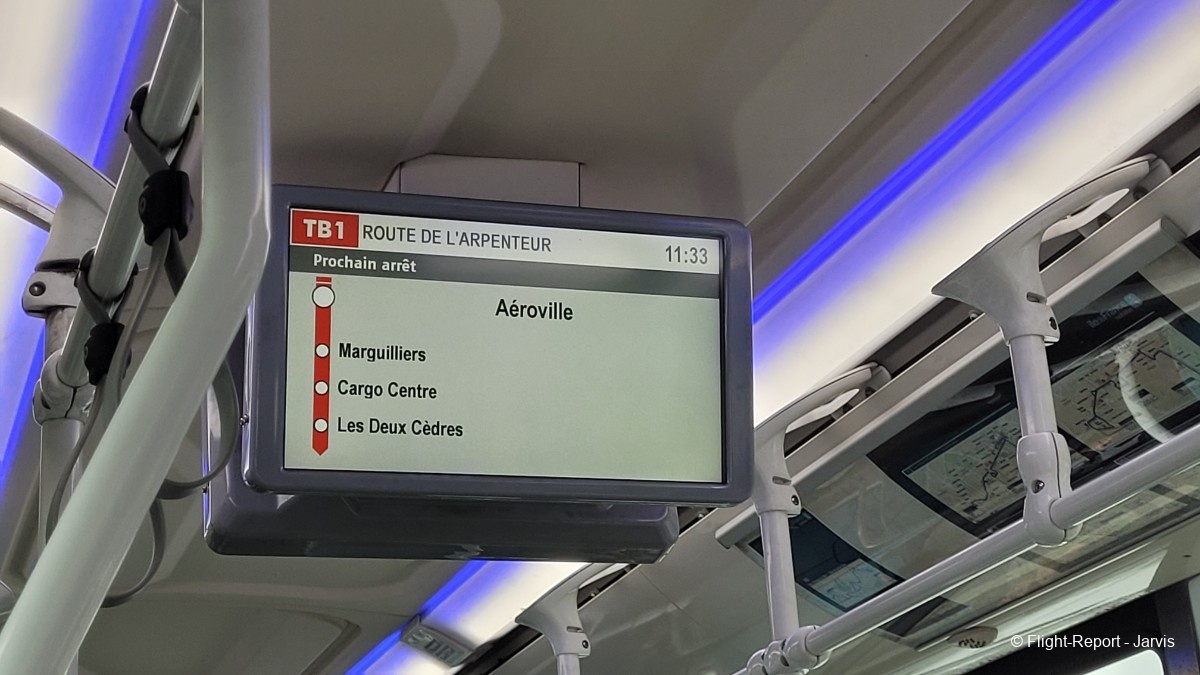 TB1 ROUTE DE L'ARPENTEUR 11:33
Prochain arrêt
Aéroville
Marguilliers
Cargo Centre
Les Deux Cèdres
© Flight-Report - Jarvis